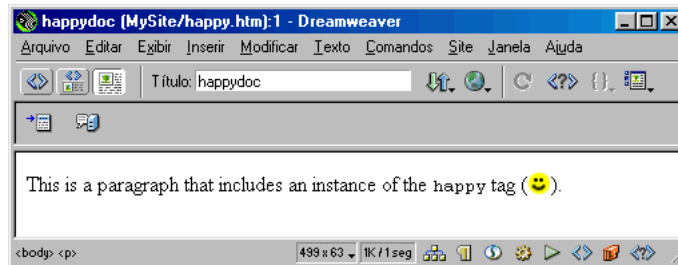 happydoc (MySite/happy.htm):1 - Dreamweaver
Arquivo Editar Exibir Inserir Modificar Texto Comandos Site Janela Ajuda
Título: happydoc
This is a paragraph that includes an instance of the happy tag ( ).
<body> <p> 499 x 63 1K / 1 seg